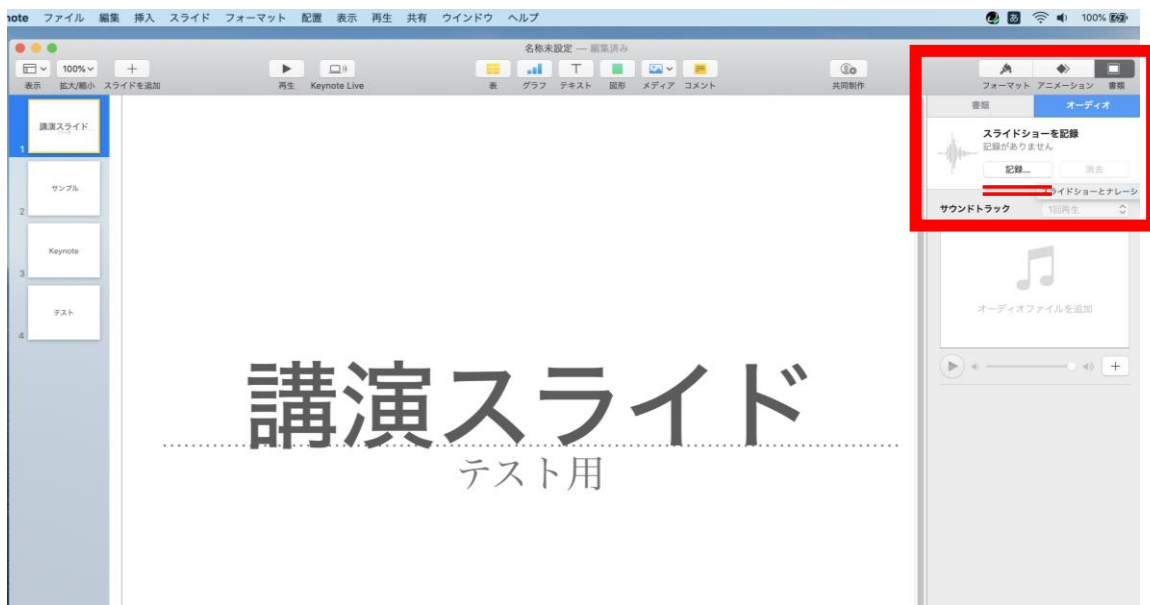 note ファイル 編集 挿入 スライド フォーマット 配置 表示 再生 共有 ウインドウ ヘルプ あ 100%
名称未設定 — 編集済み
100%
表示 拡大/縮小 スライドを追加 再生 Keynote Live 表 グラフ テキスト 図形 メディア コメント 共同制作 フォーマット アニメーション 書類
書類 オーディオ
スライドショーを記録
記録がありません
記録... 消去
スライドショーとナレーシ
サウンドトラック 1回再生
オーディオファイルを追加
講演スライド
1
サンプル
2
Keynote
3
テスト
4
講演スライド
テスト用